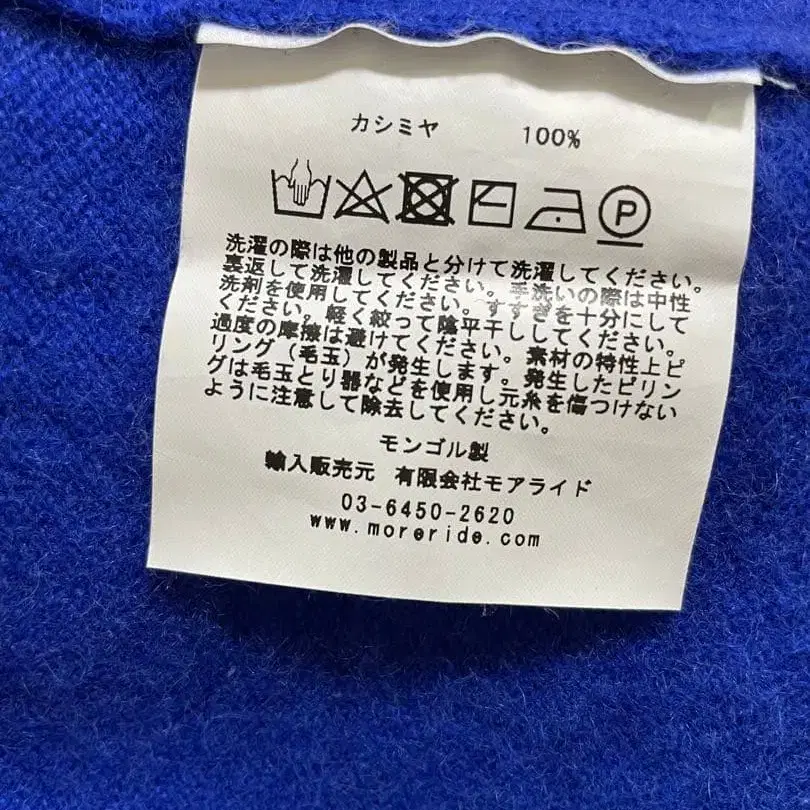 カシミヤ 100%
P
洗濯の際は他の製品と分けて洗濯してください。
裏返して洗濯してください。手洗いの際は中性
洗剤を使用してください。すすぎを十分にして
ください。軽く絞って陰平干ししてください。
過度の摩擦は避けてください。素材の特性上ピ
リング（毛玉）が発生します。発生したピリン
グは毛玉とり器などを使用し元糸を傷つけない
ように注意して除去してください。
モンゴル製
輸入販売元 有限会社モアライド
03-6450-2620
www.moreride.com